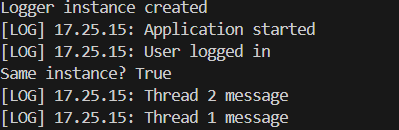 Logger instance created
[LOG] 17.25.15: Application started
[LOG] 17.25.15: User logged in
Same instance? True
[LOG] 17.25.15: Thread 2 message
[LOG] 17.25.15: Thread 1 message